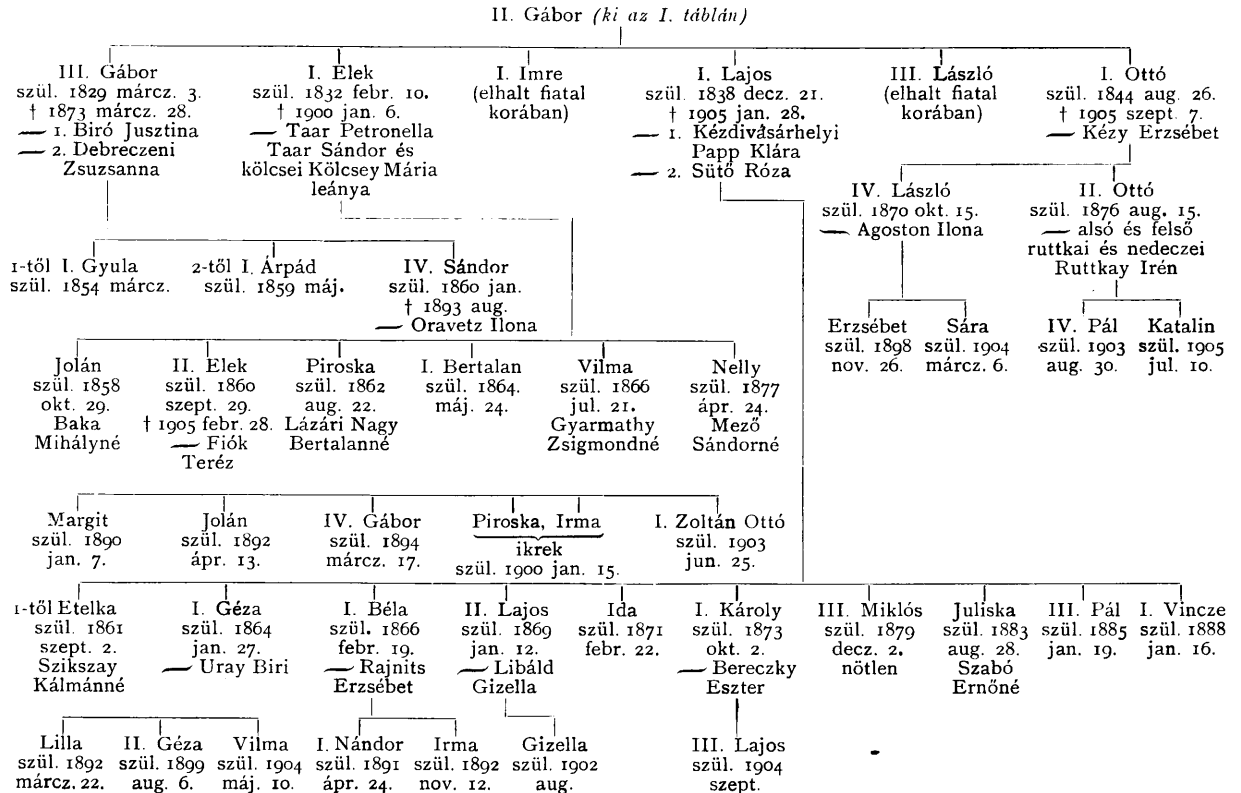 II. Gábor (ki az I. táblán)
III. Gábor
szül. 1829 márcz. 3.
† 1873 márcz. 28.
— 1. Biró Jusztina
— 2. Debreczeni
Zsuzsanna
I. Elek
szül. 1832 febr. 10.
† 1900 jan. 6.
— Taar Petronella
Taar Sándor és
kölcsei Kölcsey Mária
leánya
I. Imre
(elhalt fiatal
korában)
I. Lajos
szül. 1838 decz. 21.
† 1905 jan. 28.
— 1. Kézdivásárhelyi
Papp Klára
— 2. Sütő Róza
III. László
(elhalt fiatal
korában)
I. Ottó
szül. 1844 aug. 26.
† 1905 szept. 7.
— Kézy Erzsébet
IV. László
szül. 1870 okt. 15.
— Agoston Ilona
II. Ottó
szül. 1876 aug. 15.
— alsó és felső
ruttkai és nedeczei
Ruttkay Irén
1-től I. Gyula
szül. 1854 márcz.
2-től I. Árpád
szül. 1859 máj.
IV. Sándor
szül. 1860 jan.
† 1893 aug.
— Oravetz Ilona
Erzsébet
szül. 1898
nov. 26.
Sára
szül. 1904
márcz. 6.
IV. Pál
szül. 1903
aug. 30.
Katalin
szül. 1905
jul. 10.
Jolán
szül. 1858
okt. 29.
Baka
Mihályné
II. Elek
szül. 1860
szept. 29.
† 1905 febr. 28.
— Fiók
Teréz
Piroska
szül. 1862
aug. 22.
Lázári Nagy
Bertalanné
I. Bertalan
szül. 1864.
máj. 24.
Vilma
szül. 1866
jul. 21.
Gyarmathy
Zsigmondné
Nelly
szül. 1877
ápr. 24.
Mező
Sándorné
Margit
szül. 1890
jan. 7.
Jolán
szül. 1892
ápr. 13.
IV. Gábor
szül. 1894
márcz. 17.
Piroska, Irma
ikrek
szül. 1900 jan. 15.
I. Zoltán Ottó
szül. 1903
jun. 25.
1-től Etelka
szül. 1861
szept. 2.
Szikszay
Kálmánné
I. Géza
szül. 1864
jan. 27.
— Uray Biri
I. Béla
szül. 1866
febr. 19.
— Rajnits
Erzsébet
II. Lajos
szül. 1869
jan. 12.
— Libáld
Gizella
Ida
szül. 1871
febr. 22.
I. Károly
szül. 1873
okt. 2.
— Bereczky
Eszter
III. Miklós
szül. 1879
decz. 2.
nötlen
Juliska
szül. 1883
aug. 28.
Szabó
Ernőné
III. Pál
szül. 1885
jan. 19.
I. Vincze
szül. 1888
jan. 16.
Lilla
szül. 1892
márcz. 22.
II. Géza
szül. 1899
aug. 6.
Vilma
szül. 1904
máj. 10.
I. Nándor
szül. 1891
ápr. 24.
Irma
szül. 1892
nov. 12.
Gizella
szül. 1902
aug.
III. Lajos
szül. 1904
szept.